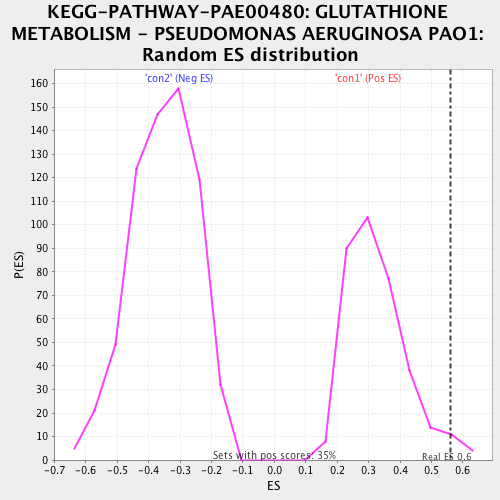 KEGG-PATHWAY-PAE00480: GLUTATHIONE
METABOLISM - PSEUDOMONAS AERUGINOSA PAO1:
Random ES distribution
'con2' (Neg ES)
'con1' (Pos ES)
160
150
140
130
120
110
100
90
80
70
60
50
40
30
20
10
0
P(ES)
Sets with pos scores: 35%
Real ES 0.6
-0.7 -0.6 -0.5 -0.4 -0.3 -0.2 -0.1 0.0 0.1 0.2 0.3 0.4 0.5 0.6
ES